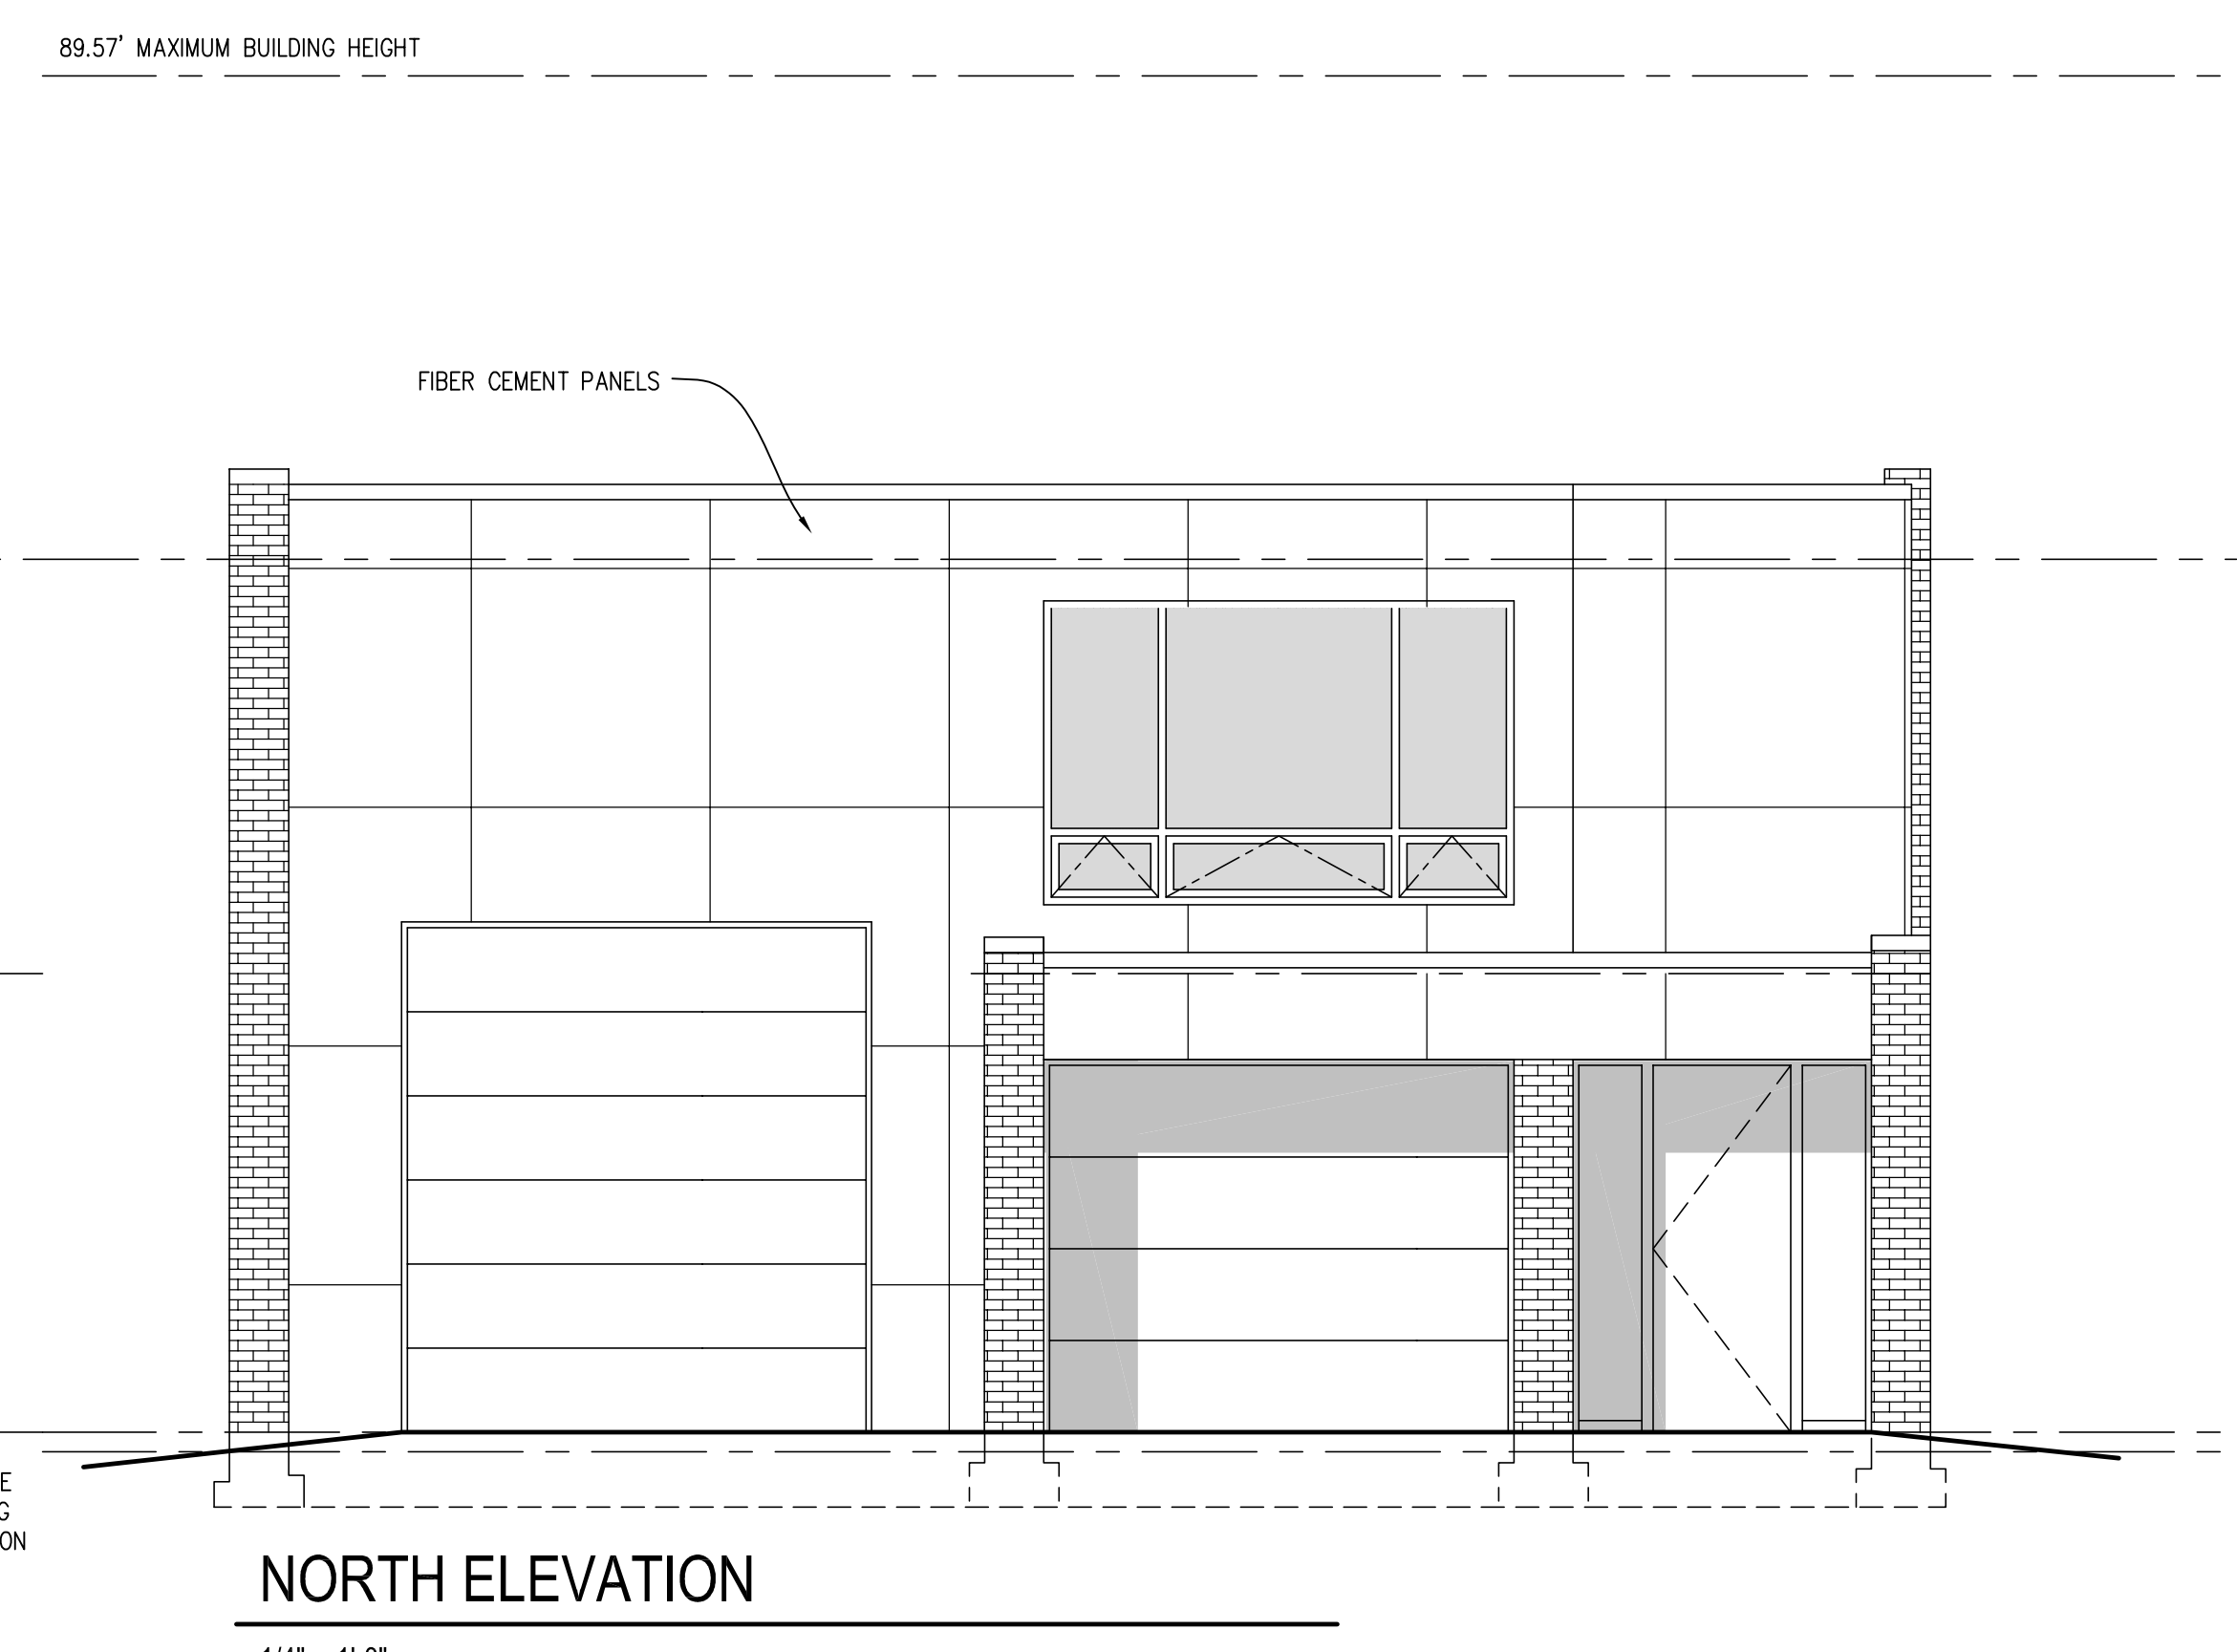 89.57' MAXIMUM BUILDING HEIGHT
FIBER CEMENT PANELS
E
G
ON
NORTH ELEVATION